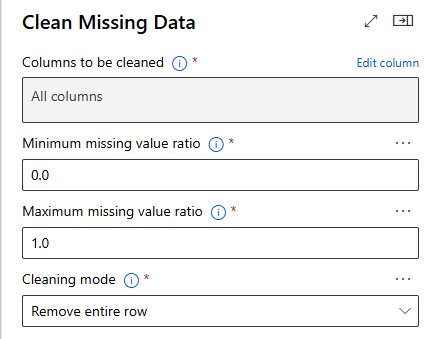 Clean Missing Data
Columns to be cleaned * Edit column
All columns
Minimum missing value ratio * ...
0.0
Maximum missing value ratio * ...
1.0
Cleaning mode * ...
Remove entire row